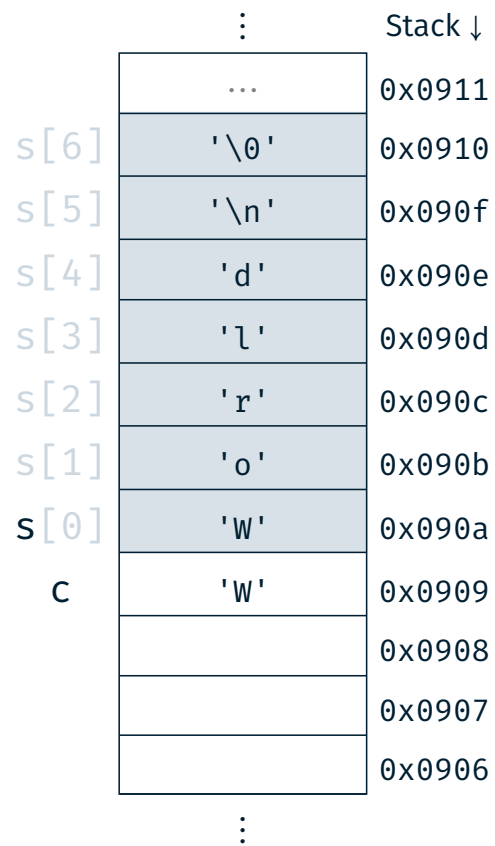 ⋮ Stack ↓
... 0x0911
s[6] '\0' 0x0910
s[5] '\n' 0x090f
s[4] 'd' 0x090e
s[3] 'l' 0x090d
s[2] 'r' 0x090c
s[1] 'o' 0x090b
s[0] 'W' 0x090a
c 'W' 0x0909
0x0908
0x0907
0x0906
⋮